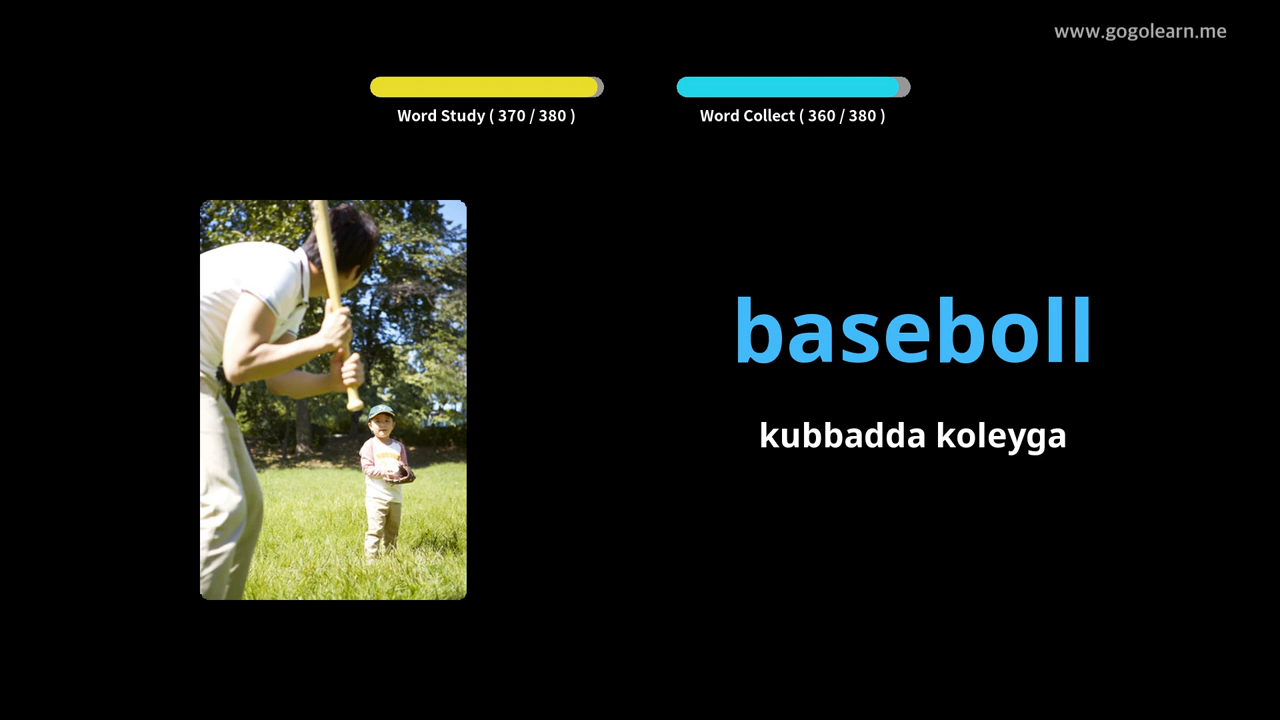 www.gogolearn.me
Word Study ( 370 / 380 )
Word Collect ( 360 / 380 )
baseboll
kubbadda koleyga